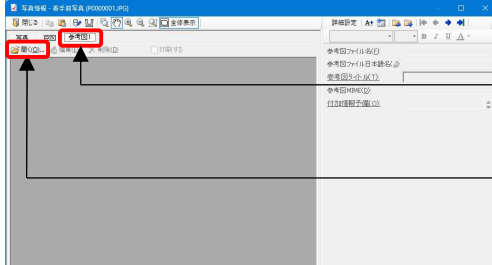 写真情報 - 着手前写真 (P0000001.JPG)
閉じる 全体表示 詳細設定
写真 参考図1
開く(O)... 編集(E) 削除(D) 印刷する
B I U A
参考図ファイル名(F):
参考図ファイル日本語名(J):
参考図タイトル(T):
参考図MIME(D):
付加情報予備(O):